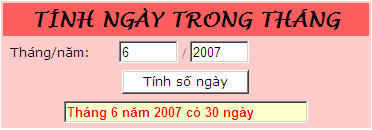 TÍNH NGÀY TRONG THÁNG
Tháng/năm: 6 / 2007
Tính số ngày
Tháng 6 năm 2007 có 30 ngày